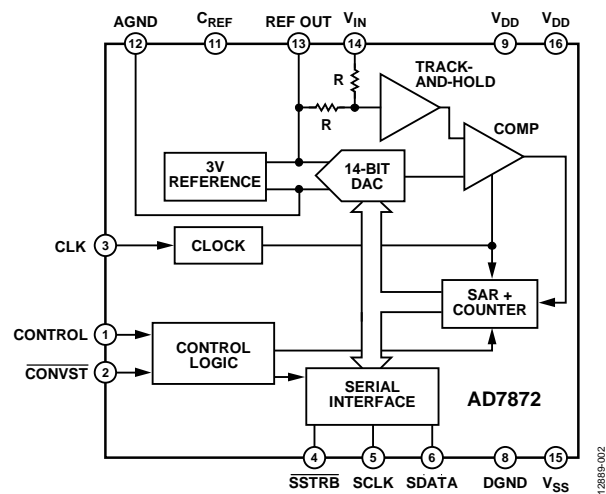 AGND CREF REF OUT VIN VDD VDD
12 11 13 14 9 16
R
TRACK-
AND-HOLD
R
COMP
3V
REFERENCE
14-BIT
DAC
CLK 3 CLOCK
SAR +
COUNTER
CONTROL 1
CONTROL
LOGIC
CONVST 2
SERIAL
INTERFACE
AD7872
4 5 6 8 15
SSTRB SCLK SDATA DGND VSS
12889-002